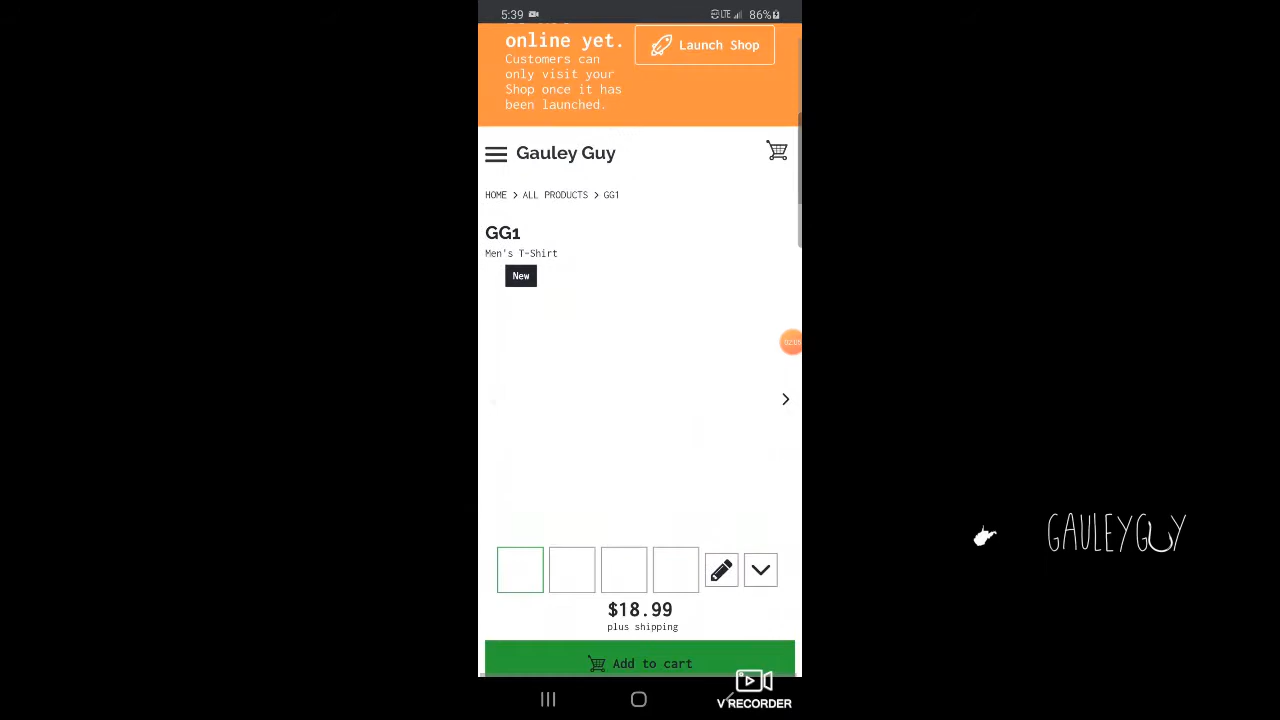 5:39
LTE 86%
online yet.
Launch Shop
Customers can
only visit your
Shop once it has
been launched.
Gauley Guy
HOME > ALL PRODUCTS > GG1
GG1
Men's T-Shirt
New
$18.99
plus shipping
Add to cart
V RECORDER
GAULEYGUY